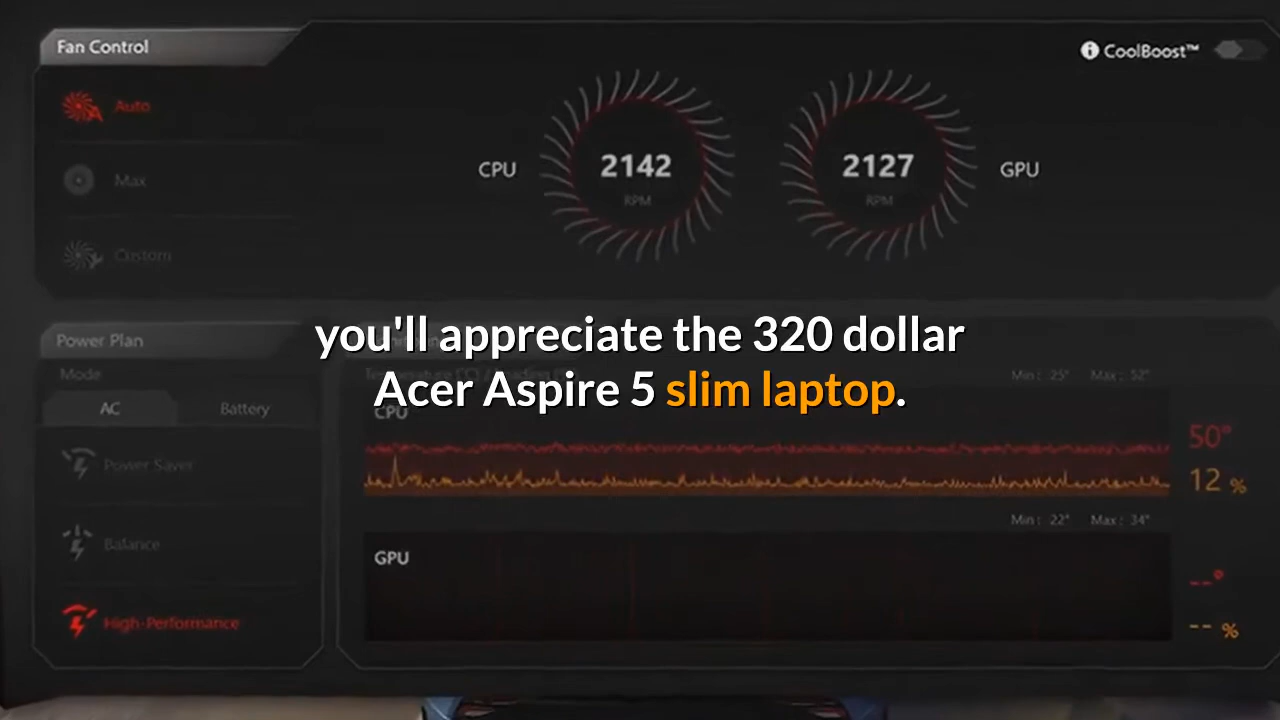 Fan Control
CoolBoost™
Auto
Max
Custom
CPU
2142
RPM
2127
RPM
GPU
you'll appreciate the 320 dollar
Acer Aspire 5 slim laptop.
Power Plan
Mode
AC
Battery
Power Saver
Balance
High-Performance
Min : 25° Max : 52°
CPU
50°
12 %
Min : 22° Max : 34°
GPU
--°
-- %